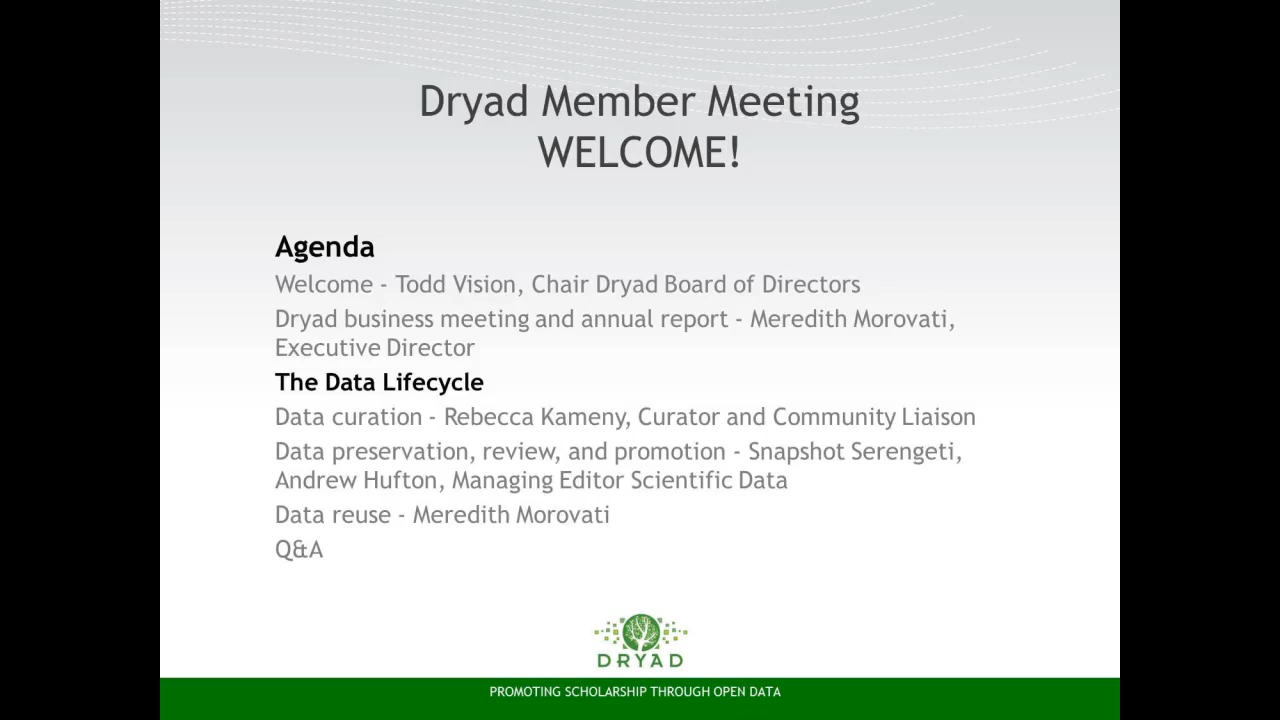 Dryad Member Meeting
WELCOME!
Agenda
Welcome - Todd Vision, Chair Dryad Board of Directors
Dryad business meeting and annual report - Meredith Morovati,
Executive Director
The Data Lifecycle
Data curation - Rebecca Kameny, Curator and Community Liaison
Data preservation, review, and promotion - Snapshot Serengeti,
Andrew Hufton, Managing Editor Scientific Data
Data reuse - Meredith Morovati
Q&A
DRYAD
PROMOTING SCHOLARSHIP THROUGH OPEN DATA